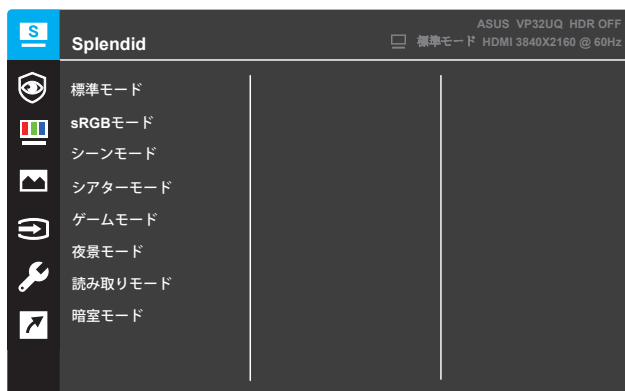 S
ASUS VP32UQ HDR OFF
Splendid
標準モード HDMI 3840X2160 @ 60Hz
標準モード
sRGBモード
シーンモード
シアターモード
ゲームモード
夜景モード
読み取りモード
暗室モード